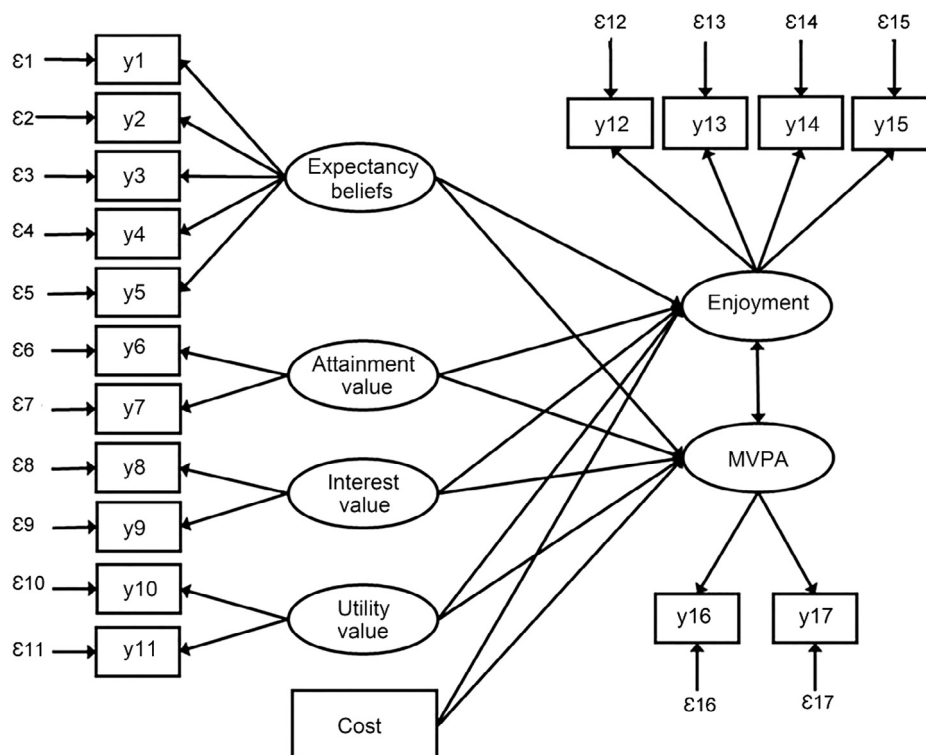 ε12 ε13 ε14 ε15
ε1 y1
ε2 y2
y12 y13 y14 y15
ε3 y3
Expectancy
beliefs
ε4 y4
ε5 y5
Enjoyment
ε6 y6
Attainment
value
ε7 y7
ε8 y8
MVPA
Interest
value
ε9 y9
ε10 y10
Utility
value
y16 y17
ε11 y11
ε16 ε17
Cost